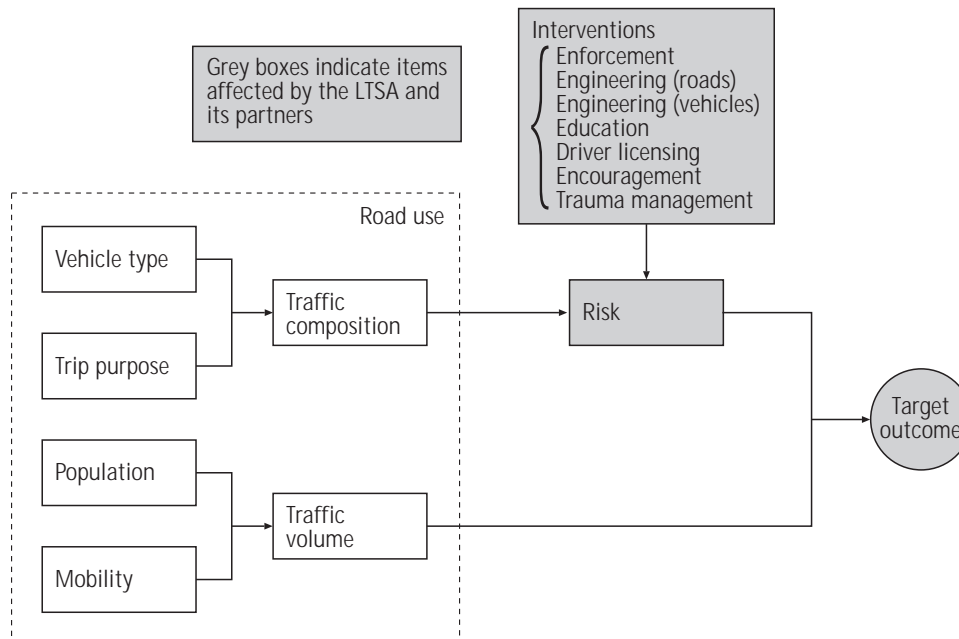 Grey boxes indicate items
affected by the LTSA and
its partners
Interventions
Enforcement
Engineering (roads)
Engineering (vehicles)
Education
Driver licensing
Encouragement
Trauma management
Road use
Vehicle type
Trip purpose
Traffic
composition
Risk
Population
Mobility
Traffic
volume
Target
outcome